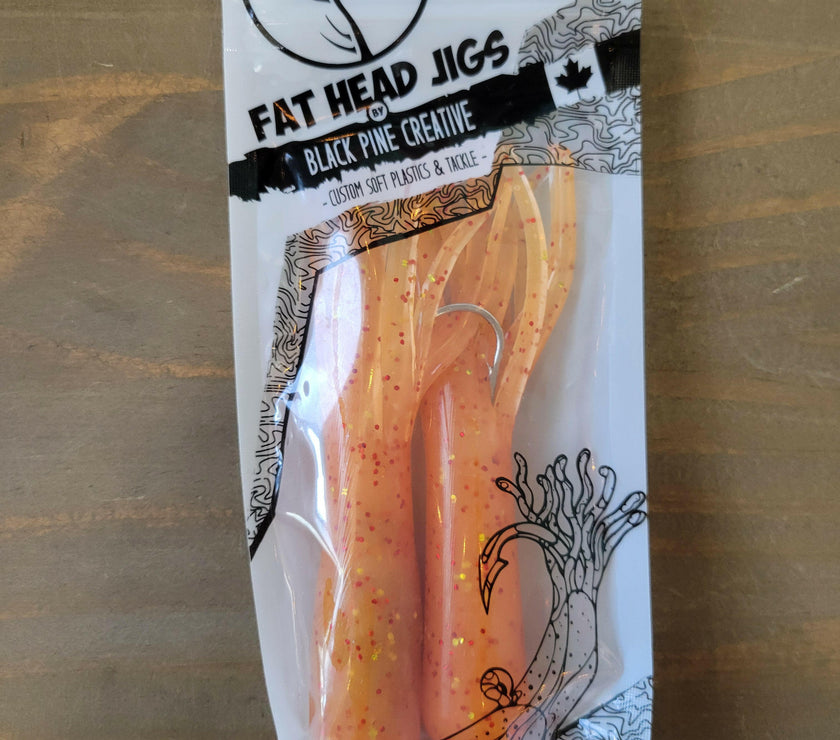 FAT HEAD JIGS
BY
BLACK PINE CREATIVE
- CUSTOM SOFT PLASTICS & TACKLE -